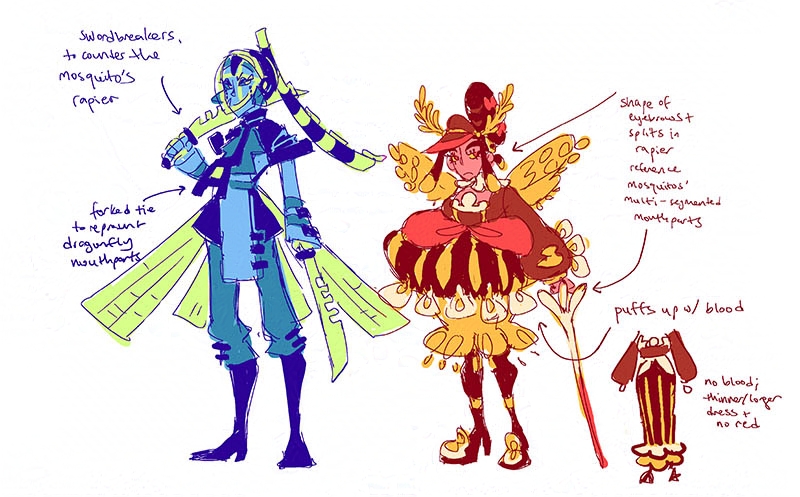 swordbreakers,
to counter the
mosquito's
rapier
forked tie
to represent
dragonfly
mouthparts
shape of
eyebrows +
splits in
rapier
reference
mosquitos'
multi-segmented
mouthparts
puffs up w/ blood
no blood;
thinner/longer
dress +
no red